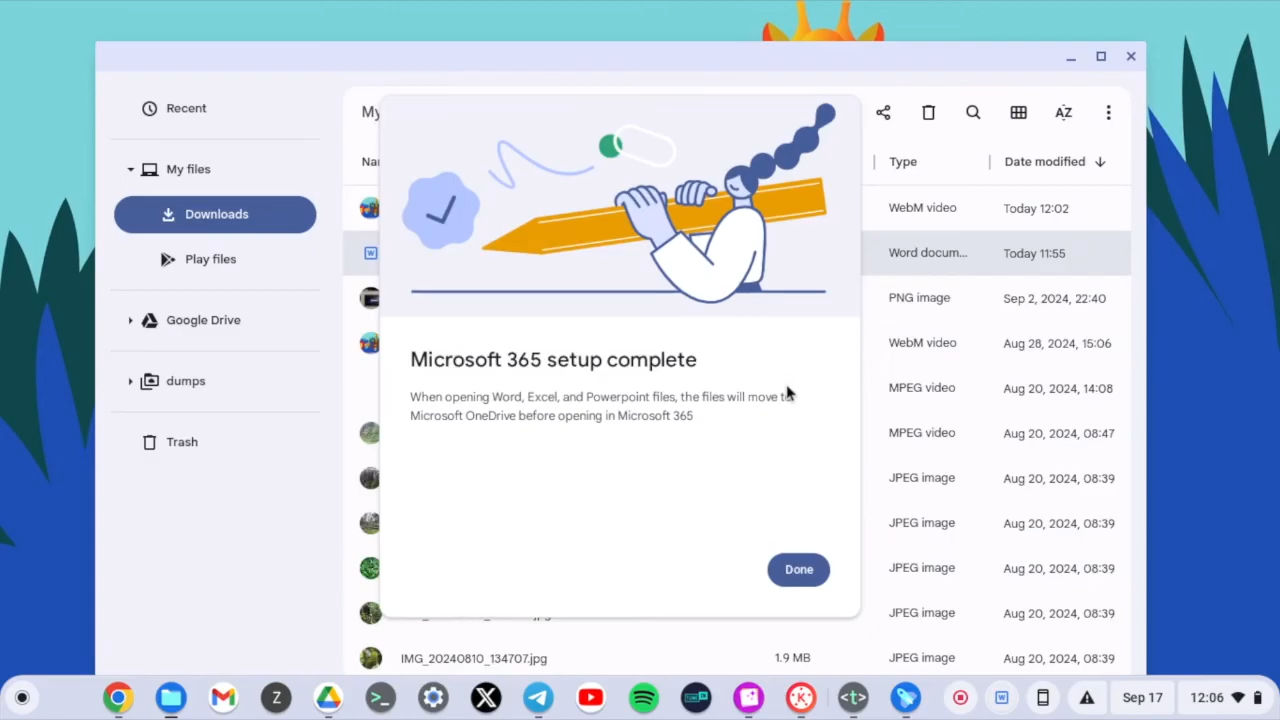 Recent
My files
Downloads
Play files
Google Drive
dumps
Trash
My
Type
Date modified
WebM video
Today 12:02
Word docum...
Today 11:55
PNG image
Sep 2, 2024, 22:40
WebM video
Aug 28, 2024, 15:06
MPEG video
Aug 20, 2024, 14:08
MPEG video
Aug 20, 2024, 08:47
JPEG image
Aug 20, 2024, 08:39
JPEG image
Aug 20, 2024, 08:39
JPEG image
Aug 20, 2024, 08:39
JPEG image
Aug 20, 2024, 08:39
IMG_20240810_134707.jpg
1.9 MB
JPEG image
Aug 20, 2024, 08:39
Microsoft 365 setup complete
When opening Word, Excel, and Powerpoint files, the files will move to
Microsoft OneDrive before opening in Microsoft 365
Done
Z
Sep 17
12:06